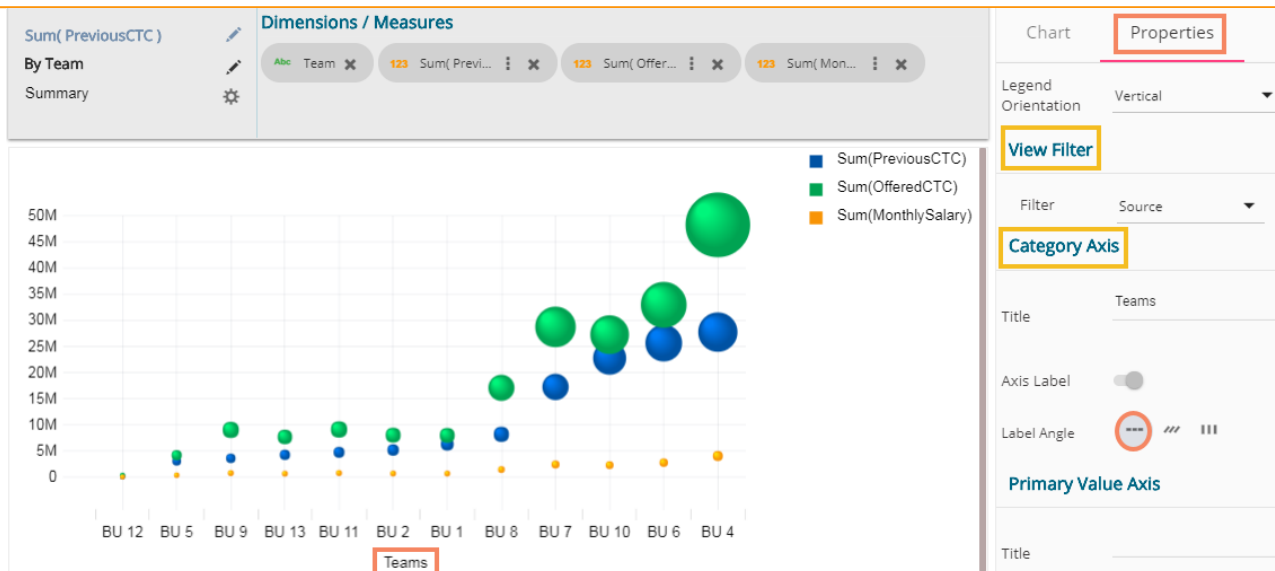 Sum( PreviousCTC )
By Team
Summary
Dimensions / Measures
Abc Team
123 Sum( Previ...
123 Sum( Offer...
123 Sum( Mon...
Sum(PreviousCTC)
Sum(OfferedCTC)
Sum(MonthlySalary)
50M
45M
40M
35M
30M
25M
20M
15M
10M
5M
0
BU 12 BU 5 BU 9 BU 13 BU 11 BU 2 BU 1 BU 8 BU 7 BU 10 BU 6 BU 4
Teams
Chart Properties
Legend
Orientation
Vertical
View Filter
Filter Source
Category Axis
Title Teams
Axis Label
Label Angle
Primary Value Axis
Title